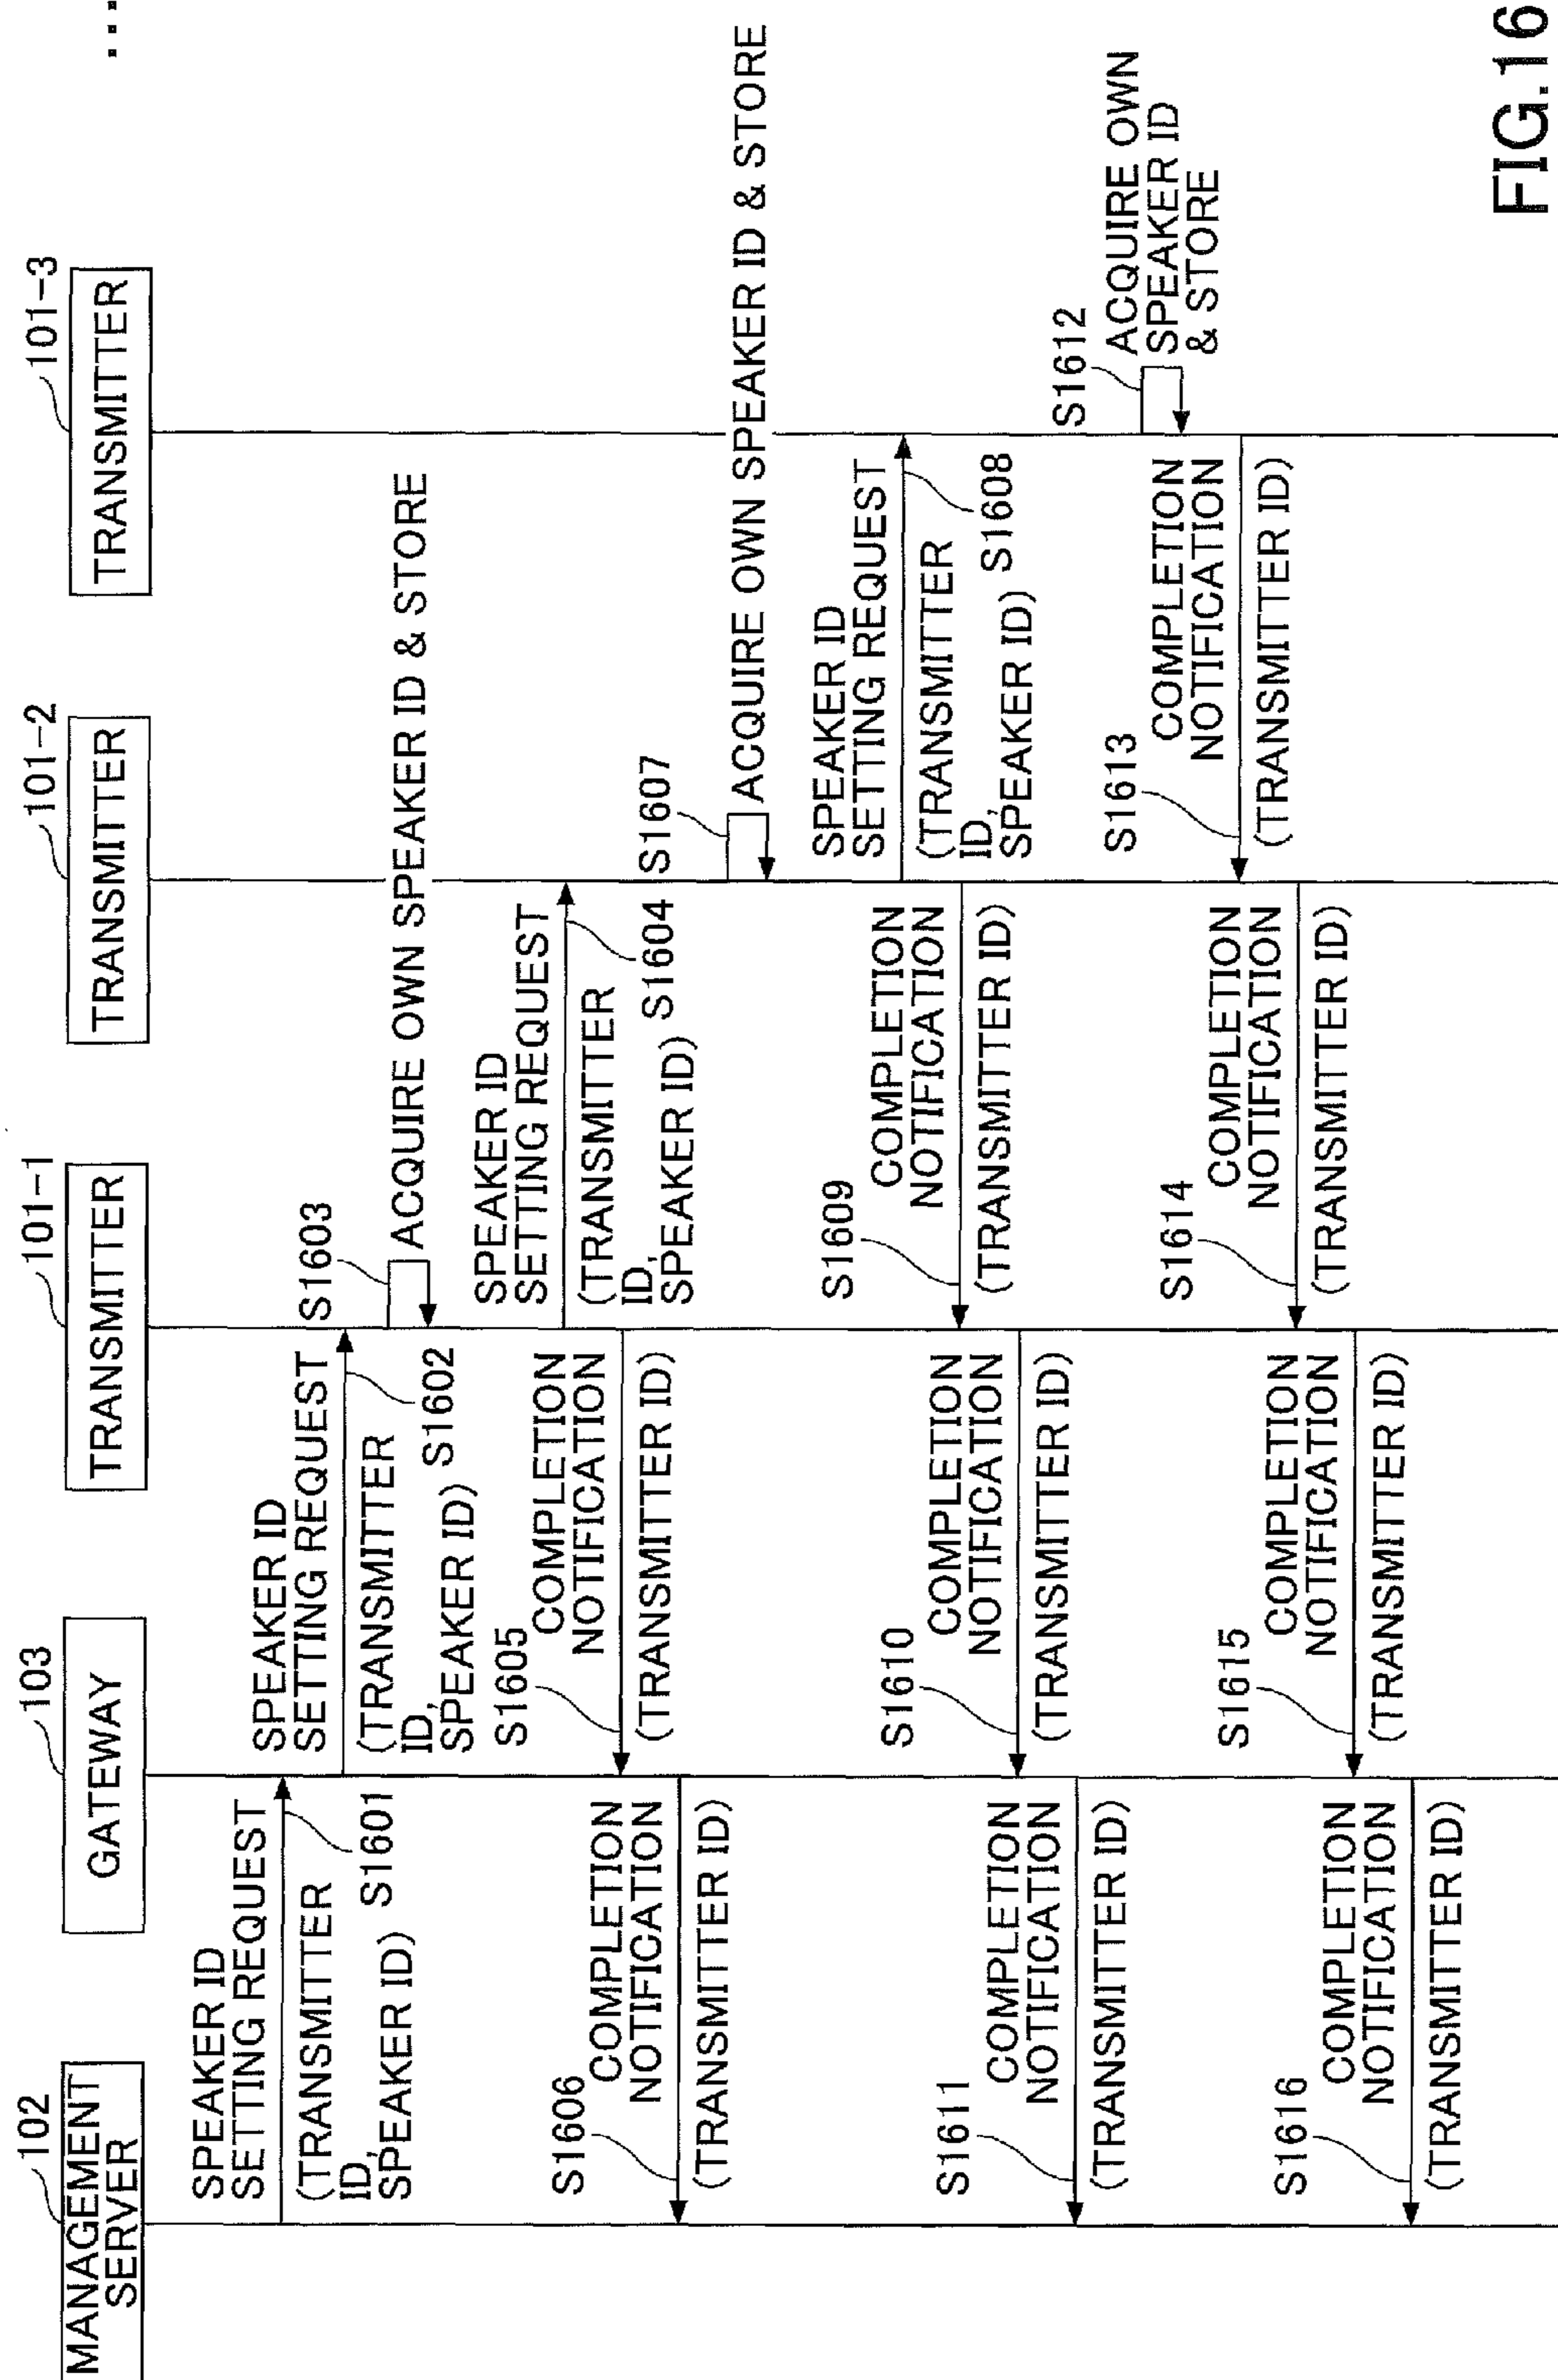 102
MANAGEMENT
SERVER
103
GATEWAY
101-1
TRANSMITTER
101-2
TRANSMITTER
101-3
TRANSMITTER
...
SPEAKER ID
SETTING REQUEST
(TRANSMITTER
ID,
SPEAKER ID)
S1601
SPEAKER ID
SETTING REQUEST
(TRANSMITTER
ID,
SPEAKER ID)
S1602
S1603
ACQUIRE OWN SPEAKER ID & STORE
SPEAKER ID
SETTING REQUEST
(TRANSMITTER
ID,
SPEAKER ID)
S1604
S1605
COMPLETION
NOTIFICATION
(TRANSMITTER ID)
S1606
COMPLETION
NOTIFICATION
(TRANSMITTER ID)
S1607
ACQUIRE OWN SPEAKER ID & STORE
SPEAKER ID
SETTING REQUEST
(TRANSMITTER
ID,
SPEAKER ID)
S1608
S1609
COMPLETION
NOTIFICATION
(TRANSMITTER ID)
S1610
COMPLETION
NOTIFICATION
(TRANSMITTER ID)
S1611
COMPLETION
NOTIFICATION
(TRANSMITTER ID)
S1612
ACQUIRE OWN
SPEAKER ID
& STORE
S1613
COMPLETION
NOTIFICATION
(TRANSMITTER ID)
S1614
COMPLETION
NOTIFICATION
(TRANSMITTER ID)
S1615
COMPLETION
NOTIFICATION
(TRANSMITTER ID)
S1616
COMPLETION
NOTIFICATION
(TRANSMITTER ID)
FIG.16